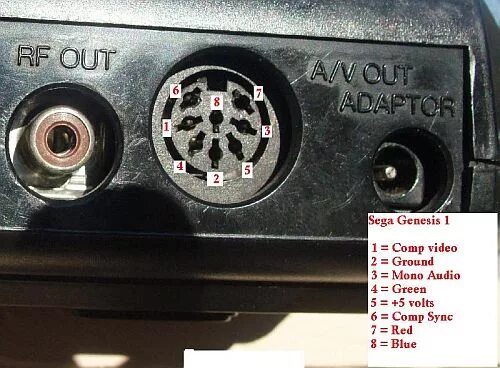 RF OUT
A/V OUT
ADAPTOR
6
8
7
1
3
4
2
5
Sega Genesis 1
1 = Comp video
2 = Ground
3 = Mono Audio
4 = Green
5 = +5 volts
6 = Comp Sync
7 = Red
8 = Blue